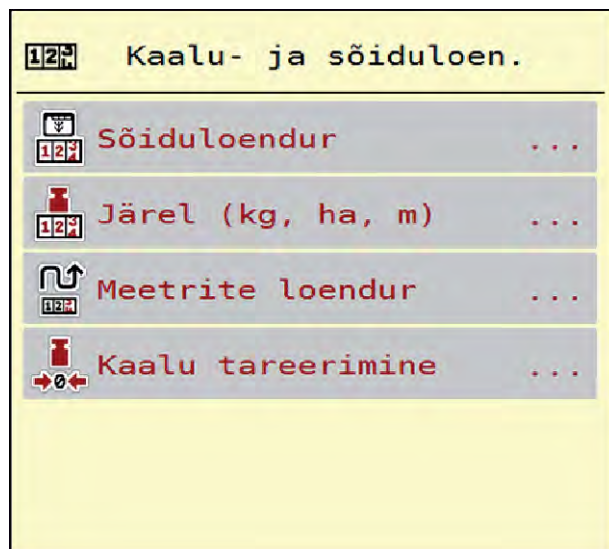 Kaalu- ja sõiduloen.
Sõiduloendur ...
Järel (kg, ha, m) ...
Meetrite loendur ...
Kaalu tareerimine ...